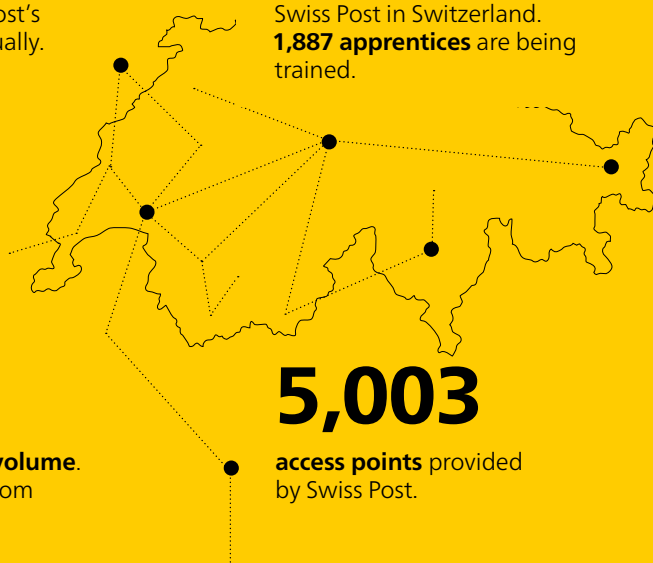 ost's
ually.
Swiss Post in Switzerland.
1,887 apprentices are being
trained.
5,003
access points provided
by Swiss Post.
volume.
om